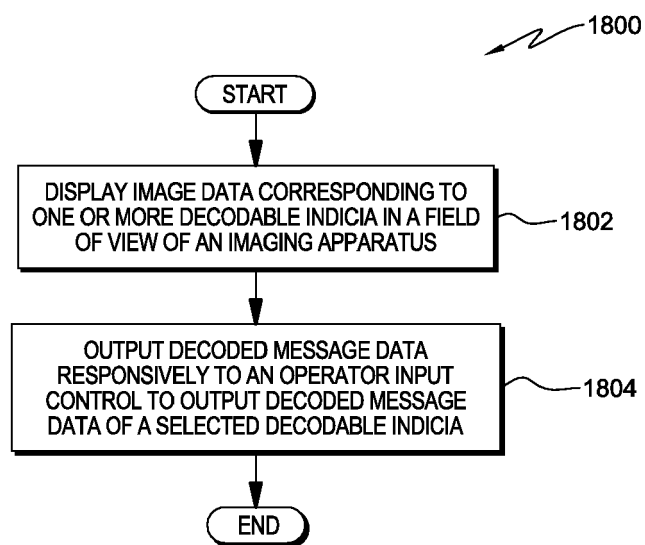 1800
START
DISPLAY IMAGE DATA CORRESPONDING TO
ONE OR MORE DECODABLE INDICIA IN A FIELD
OF VIEW OF AN IMAGING APPARATUS
1802
OUTPUT DECODED MESSAGE DATA
RESPONSIVELY TO AN OPERATOR INPUT
CONTROL TO OUTPUT DECODED MESSAGE
DATA OF A SELECTED DECODABLE INDICIA
1804
END